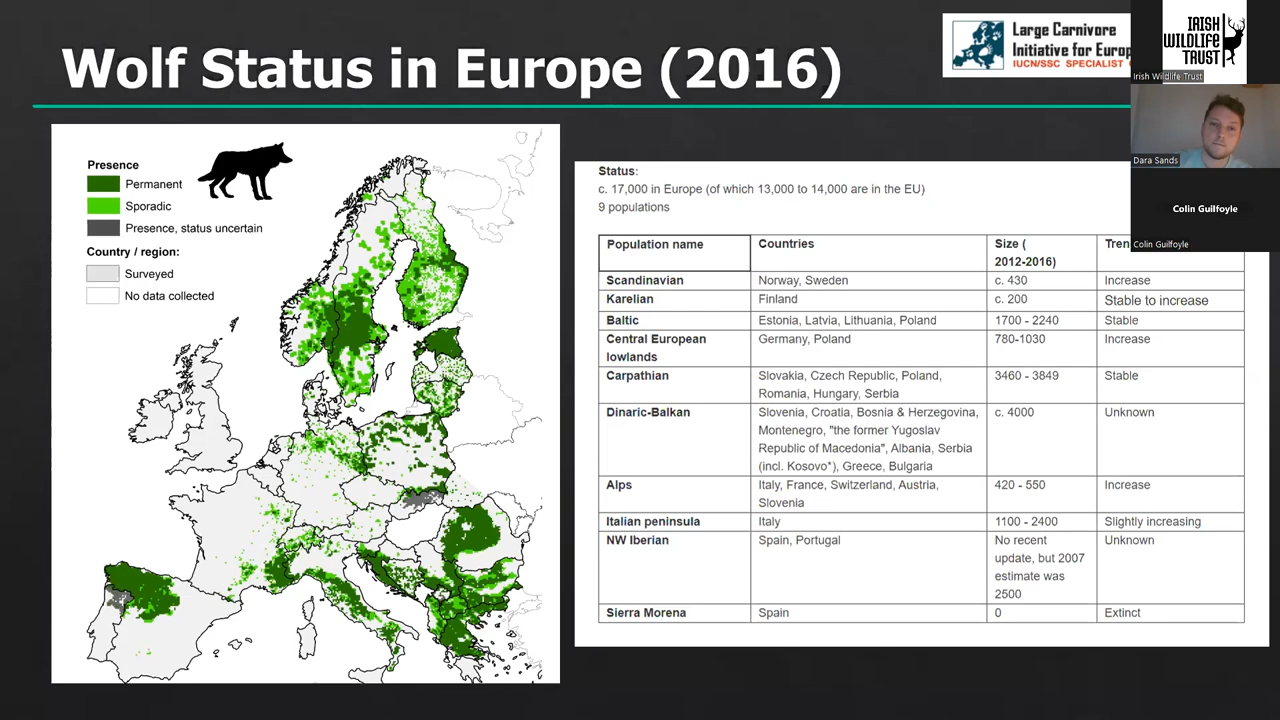 Wolf Status in Europe (2016)
Large Carnivore
Initiative for Europ
IUCN/SSC SPECIALIST
IRISH
WILDLIFE
TRUST
Irish Wildlife Trust
Dara Sands
Colin Guilfoyle
Colin Guilfoyle
Presence
Permanent
Sporadic
Presence, status uncertain
Country / region:
Surveyed
No data collected
Status:
c. 17,000 in Europe (of which 13,000 to 14,000 are in the EU)
9 populations
Population name Countries Size ( Tren
2012-2016)
Scandinavian Norway, Sweden c. 430 Increase
Karelian Finland c. 200 Stable to increase
Baltic Estonia, Latvia, Lithuania, Poland 1700 - 2240 Stable
Central European Germany, Poland 780-1030 Increase
lowlands
Carpathian Slovakia, Czech Republic, Poland, 3460 - 3849 Stable
Romania, Hungary, Serbia
Dinaric-Balkan Slovenia, Croatia, Bosnia & Herzegovina, c. 4000 Unknown
Montenegro, "the former Yugoslav
Republic of Macedonia", Albania, Serbia
(incl. Kosovo*), Greece, Bulgaria
Alps Italy, France, Switzerland, Austria, 420 - 550 Increase
Slovenia
Italian peninsula Italy 1100 - 2400 Slightly increasing
NW Iberian Spain, Portugal No recent Unknown
update, but 2007
estimate was
2500
Sierra Morena Spain 0 Extinct